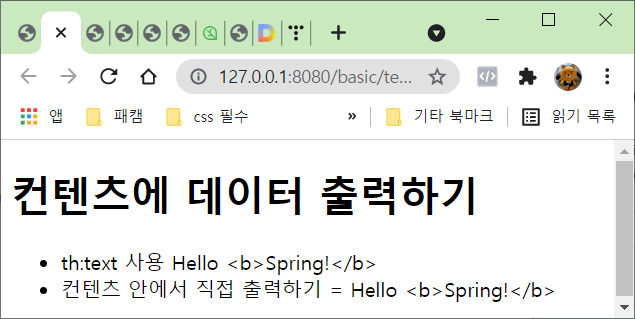 127.0.0.1:8080/basic/te...
앱 패캠 css 필수 » 기타 북마크 읽기 목록
컨텐츠에 데이터 출력하기
• th:text 사용 Hello <b>Spring!</b>
• 컨텐츠 안에서 직접 출력하기 = Hello <b>Spring!</b>